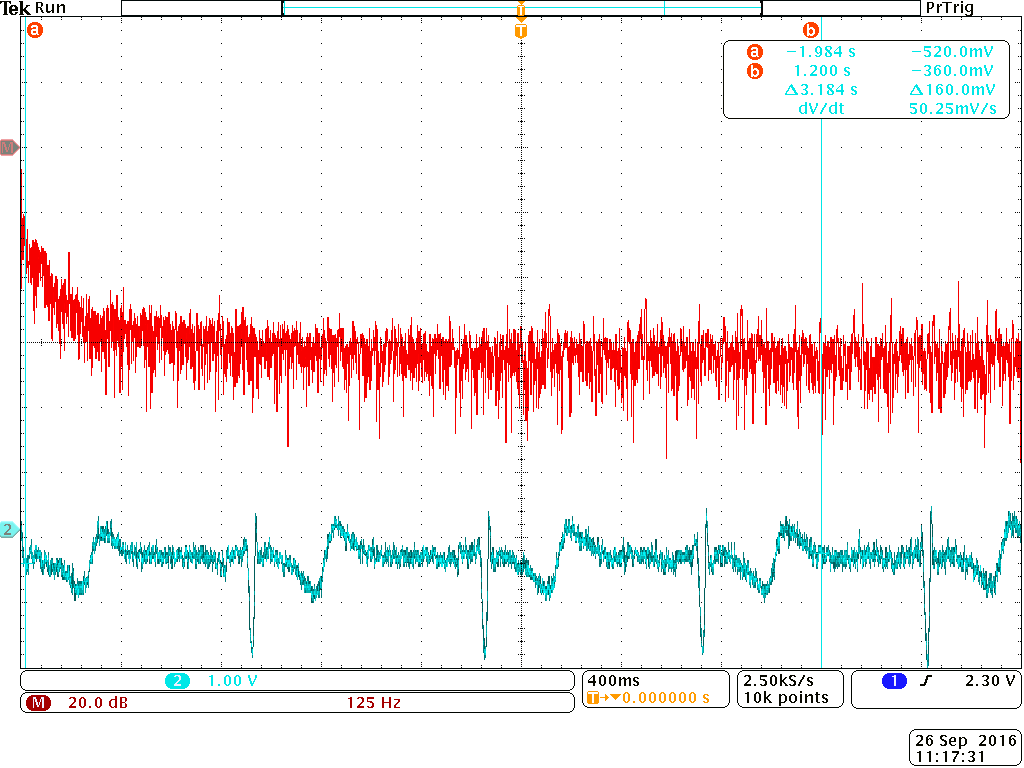 Tek Run PrTrig
a T b
a −1.984 s −520.0mV
b 1.200 s −360.0mV
Δ3.184 s Δ160.0mV
dV/dt 50.25mV/s
M
2
2 1.00 V 400ms 2.50kS/s 1 2.30 V
M 20.0 dB 125 Hz T→▼0.000000 s 10k points
26 Sep 2016
11:17:31